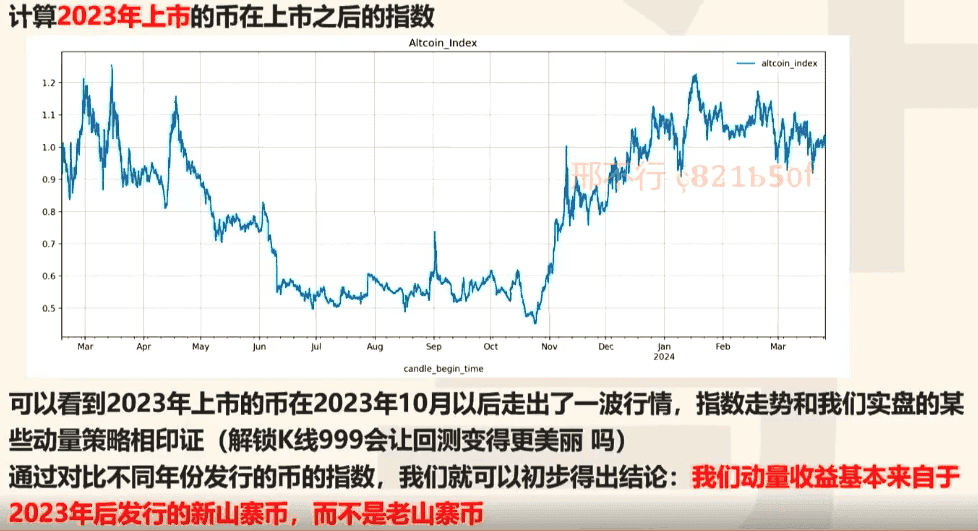 计算2023年上市的币在上市之后的指数
Altcoin_Index
altcoin_index
1.2
1.1
1.0
0.9
0.8
0.7
0.6
0.5
邢不行 c821b50f
Mar Apr May Jun Jul Aug Sep Oct Nov Dec Jan Feb Mar
2024
candle_begin_time
可以看到2023年上市的币在2023年10月以后走出了一波行情，指数走势和我们实盘的某
些动量策略相印证（解锁K线999会让回测变得更美丽 吗）
通过对比不同年份发行的币的指数，我们就可以初步得出结论：我们动量收益基本来自于
2023年后发行的新山寨币，而不是老山寨币